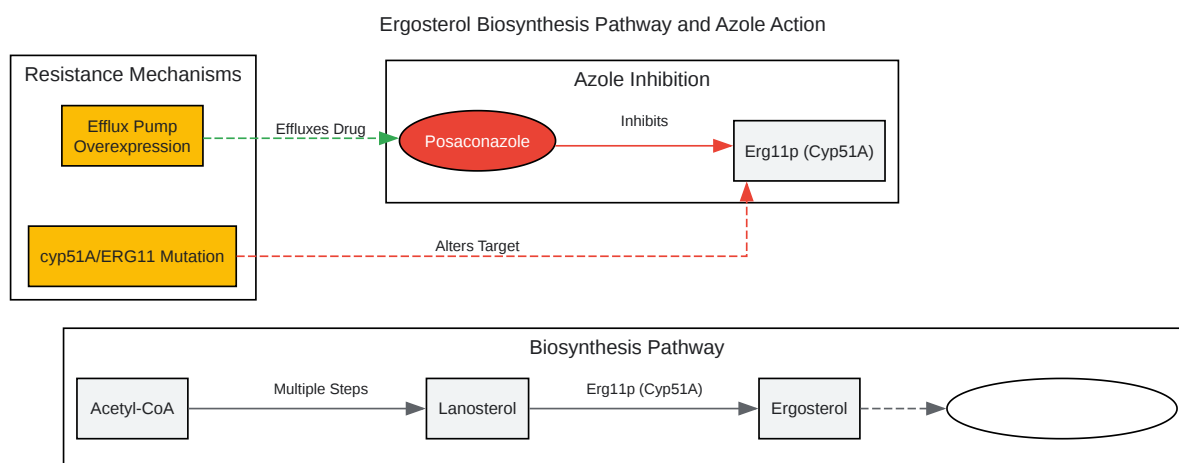 Ergosterol Biosynthesis Pathway and Azole Action
Resistance Mechanisms
Efflux Pump
Overexpression
cyp51A/ERG11 Mutation
Effluxes Drug
Alters Target
Azole Inhibition
Posaconazole
Inhibits
Erg11p (Cyp51A)
Biosynthesis Pathway
Acetyl-CoA
Multiple Steps
Lanosterol
Erg11p (Cyp51A)
Ergosterol